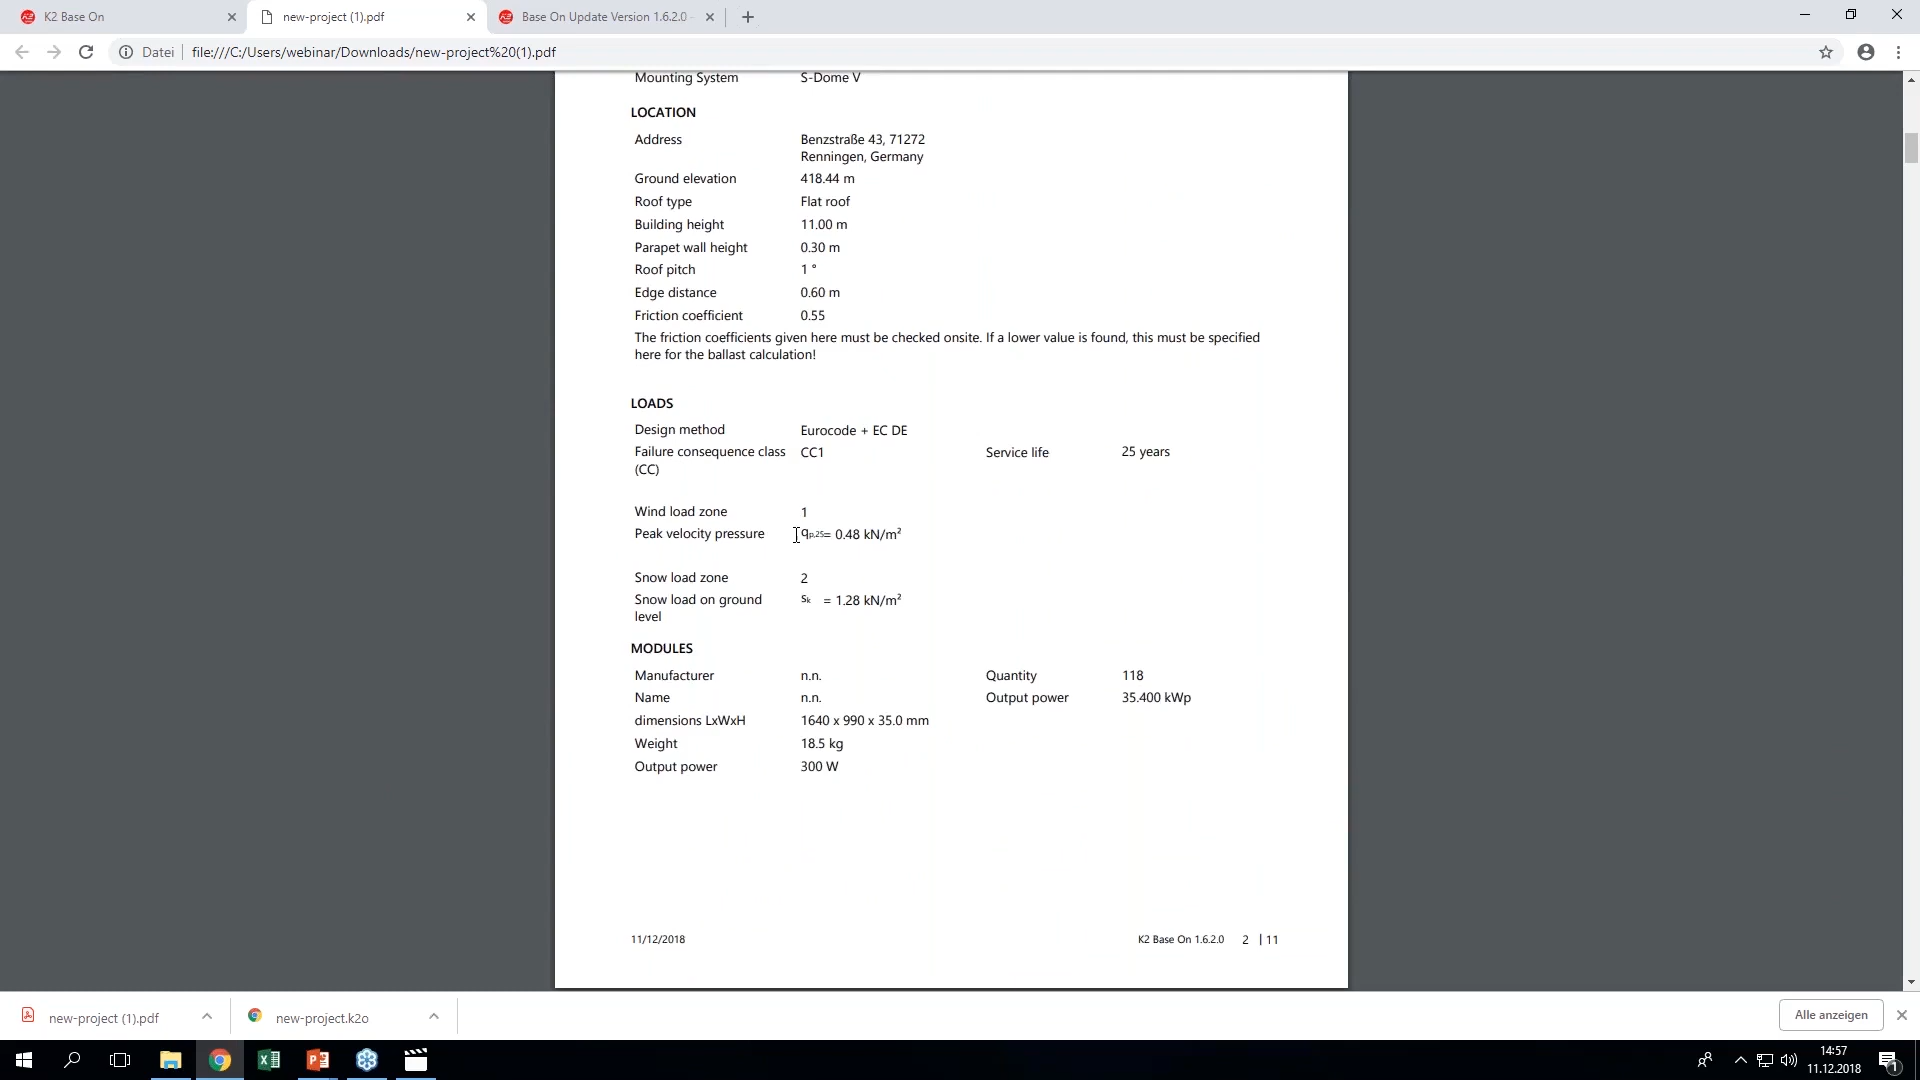 K2 Base On
new-project (1).pdf
Base On Update Version 1.6.2.0 -
Datei
file:///C:/Users/webinar/Downloads/new-project%20(1).pdf
Mounting System S-Dome V
LOCATION
Address Benzstraße 43, 71272
Renningen, Germany
Ground elevation 418.44 m
Roof type Flat roof
Building height 11.00 m
Parapet wall height 0.30 m
Roof pitch 1 °
Edge distance 0.60 m
Friction coefficient 0.55
The friction coefficients given here must be checked onsite. If a lower value is found, this must be specified
here for the ballast calculation!
LOADS
Design method Eurocode + EC DE
Failure consequence class CC1 Service life 25 years
(CC)
Wind load zone 1
Peak velocity pressure qp,25= 0.48 kN/m²
Snow load zone 2
Snow load on ground sk = 1.28 kN/m²
level
MODULES
Manufacturer n.n. Quantity 118
Name n.n. Output power 35.400 kWp
dimensions LxWxH 1640 x 990 x 35.0 mm
Weight 18.5 kg
Output power 300 W
11/12/2018 K2 Base On 1.6.2.0 2 | 11
new-project (1).pdf
new-project.k2o
Alle anzeigen
14:57
11.12.2018
1